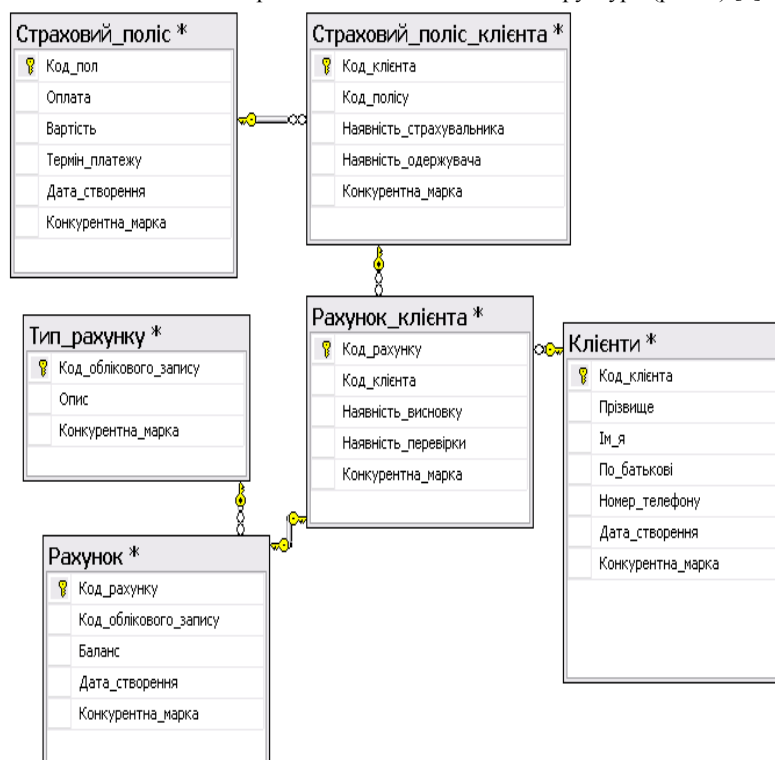 Страховий_поліс *
Код_пол
Оплата
Вартість
Термін_платежу
Дата_створення
Конкурентна_марка
Страховий_поліс_клієнта *
Код_клієнта
Код_полісу
Наявність_страхувальника
Наявність_одержувача
Конкурентна_марка
Тип_рахунку *
Код_облікового_запису
Опис
Конкурентна_марка
Рахунок_клієнта *
Код_рахунку
Код_клієнта
Наявність_висновку
Наявність_перевірки
Конкурентна_марка
Клієнти *
Код_клієнта
Прізвище
Ім_я
По_батькові
Номер_телефону
Дата_створення
Конкурентна_марка
Рахунок *
Код_рахунку
Код_облікового_запису
Баланс
Дата_створення
Конкурентна_марка